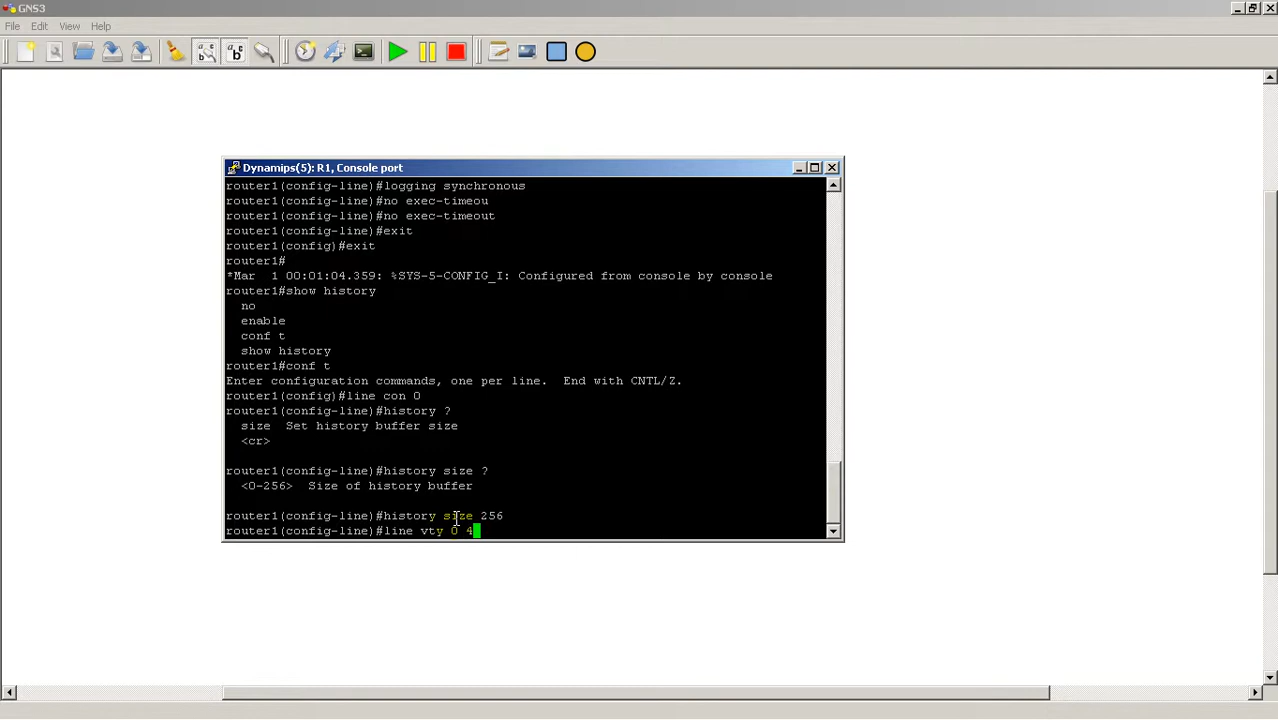 GNS3
File Edit View Help
Dynamips(5): R1, Console port
router1(config-line)#logging synchronous
router1(config-line)#no exec-timeou
router1(config-line)#no exec-timeout
router1(config-line)#exit
router1(config)#exit
router1#
*Mar  1 00:01:04.359: %SYS-5-CONFIG_I: Configured from console by console
router1#show history
  no
  enable
  conf t
  show history
router1#conf t
Enter configuration commands, one per line.  End with CNTL/Z.
router1(config)#line con 0
router1(config-line)#history ?
  size  Set history buffer size
  <cr>
router1(config-line)#history size ?
  <0-256>  Size of history buffer
router1(config-line)#history size 256
router1(config-line)#line vty 0 4